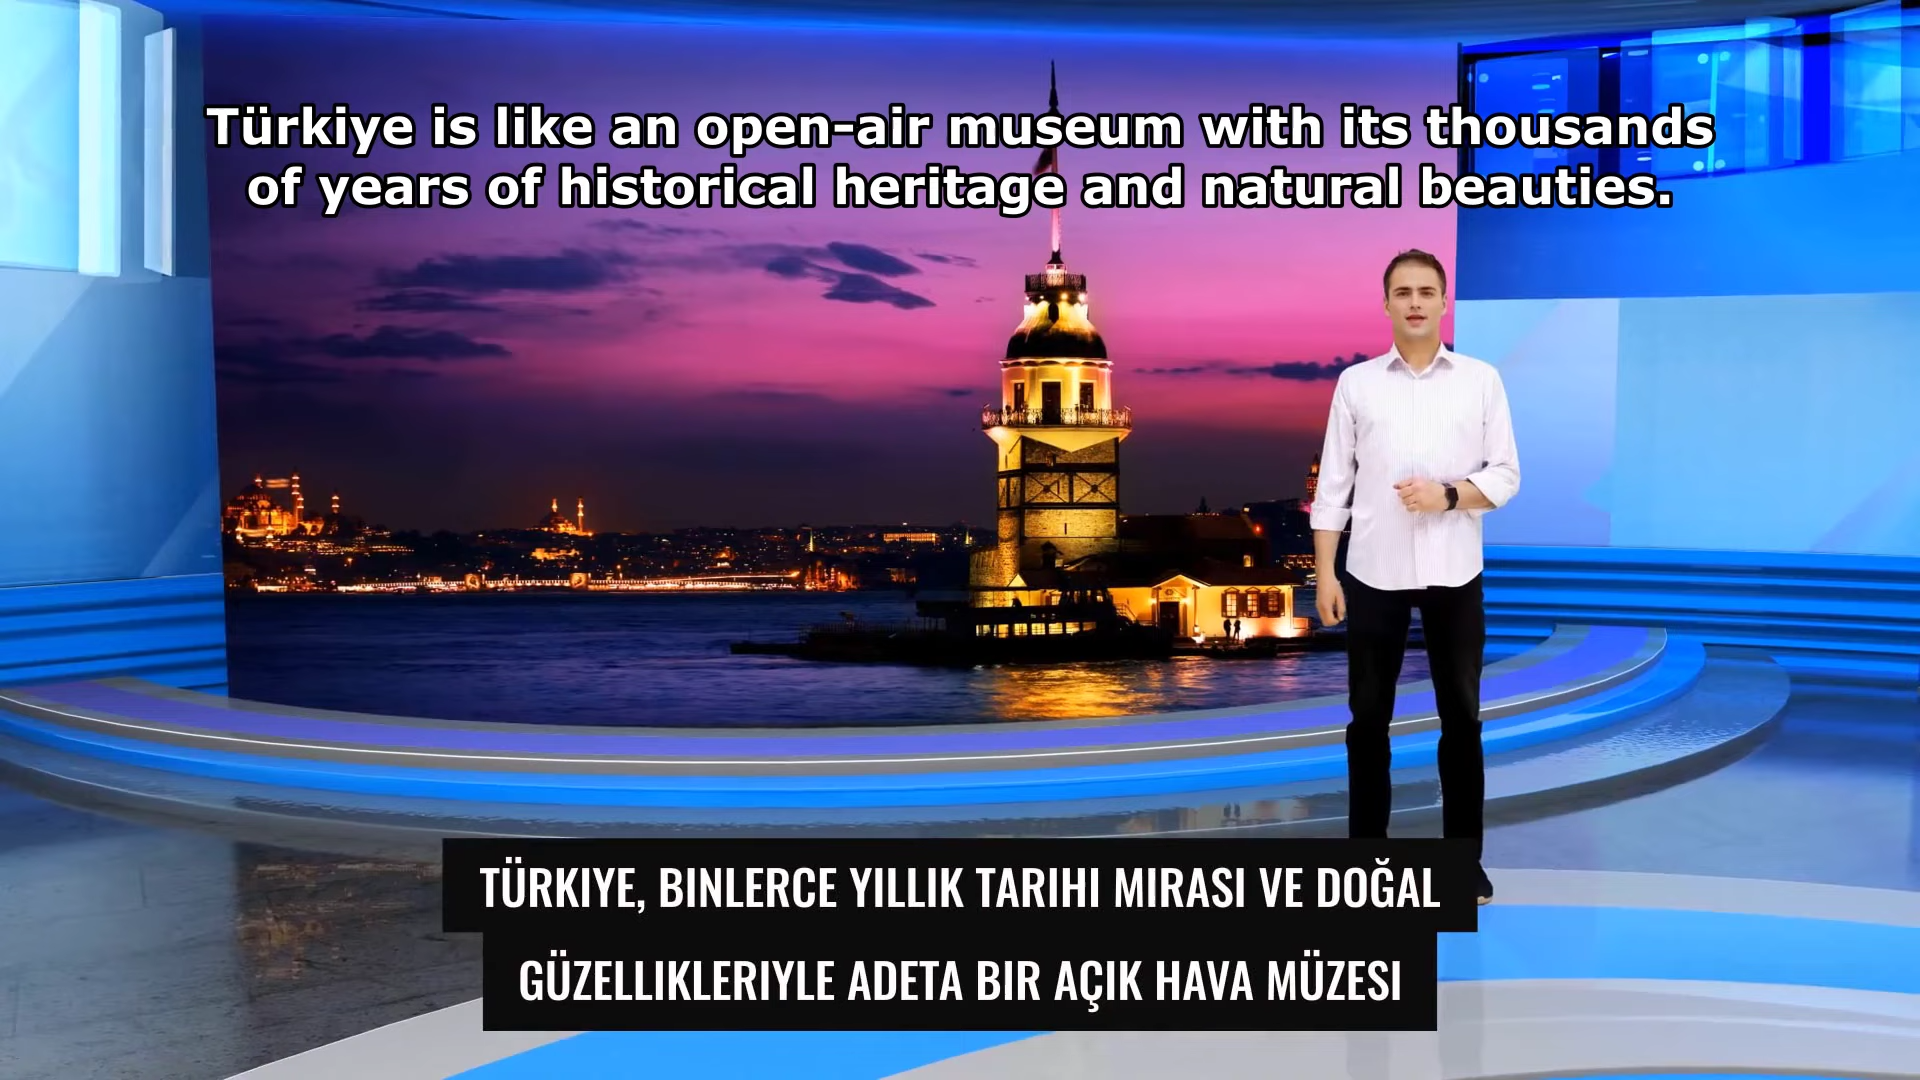 Türkiye is like an open-air museum with its thousands
of years of historical heritage and natural beauties.
TÜRKIYE, BINLERCE YILLIK TARIHI MIRASI VE DOĞAL
GÜZELLIKLERIYLE ADETA BIR AÇIK HAVA MÜZESI